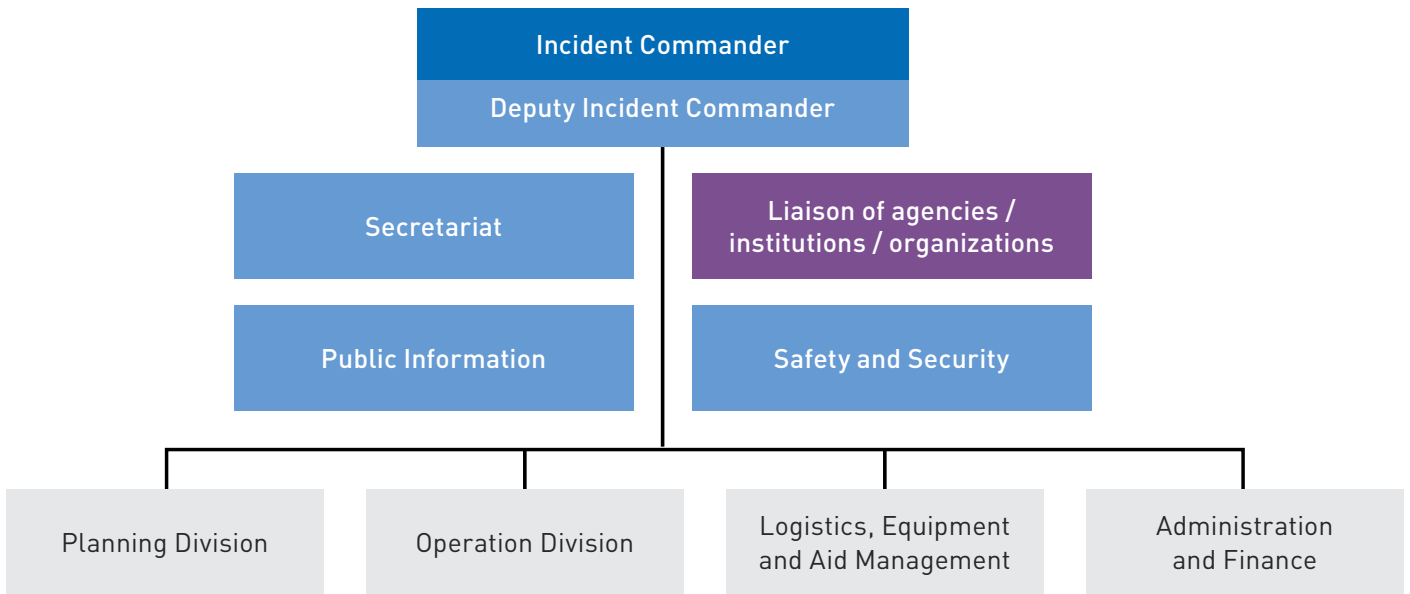 Incident Commander
Deputy Incident Commander
Secretariat
Liaison of agencies /
institutions / organizations
Public Information
Safety and Security
Planning Division
Operation Division
Logistics, Equipment
and Aid Management
Administration
and Finance